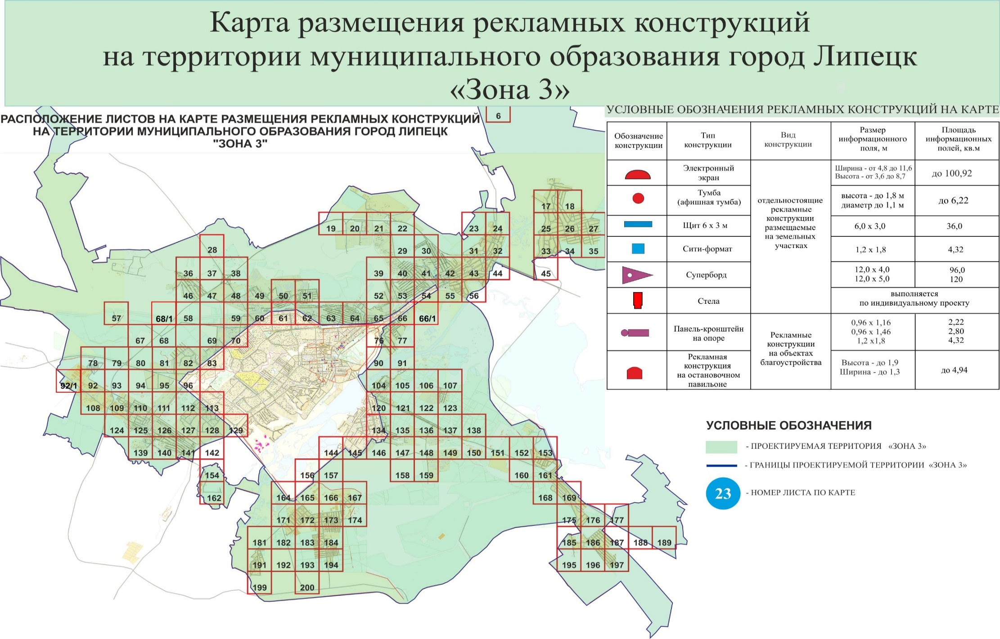 Карта размещения рекламных конструкций
на территории муниципального образования город Липецк
«Зона 3»
РАСПОЛОЖЕНИЕ ЛИСТОВ НА КАРТЕ РАЗМЕЩЕНИЯ РЕКЛАМНЫХ КОНСТРУКЦИЙ
НА ТЕРРИТОРИИ МУНИЦИПАЛЬНОГО ОБРАЗОВАНИЯ ГОРОД ЛИПЕЦК
"ЗОНА 3"
6
17 18
19 20 21 22 23 24 25 26 27
28 29 30 31 32 33 34 35
36 37 38 39 40 41 42 43 44 45
46 47 48 49 50 51 52 53 54 55 56
57 68/1 58 59 60 61 62 63 64 65 66 66/1
67 68 69 70 76 77
78 79 80 81 82 83 90 91
92/1 92 93 94 95 96 104 105 106 107
108 109 110 111 112 113 120 121 122 123
124 125 126 127 128 129 134 135 136 137 138
139 140 141 142 144 145 146 147 148 149 150 151 152 153
154 156 157 158 159 160 161
162 164 165 166 167 168 169
171 172 173 174 175 176 177
181 182 183 184 185 186 187 188 189
191 192 193 194 195 196 197
199 200
УСЛОВНЫЕ ОБОЗНАЧЕНИЯ РЕКЛАМНЫХ КОНСТРУКЦИЙ НА КАРТЕ
Обозначение
конструкции
Тип
конструкции
Вид
конструкции
Размер
информационного
поля, м
Площадь
информационных
полей, кв.м
Электронный
экран
Ширина - от 4,8 до 11,6
Высота - от 3,6 до 8,7
до 100,92
Тумба
(афишная тумба)
высота - до 1,8 м
диаметр до 1,1 м
до 6,22
отдельностоящие
рекламные
конструкции
размещаемые
на земельных
участках
Щит 6 х 3 м
6,0 х 3,0
36,0
Сити-формат
1,2 х 1,8
4,32
Суперборд
12,0 х 4,0
12,0 х 5,0
96,0
120
Стела
выполняется
по индивидуальному проекту
Панель-кронштейн
на опоре
Рекламные
конструкции
на объектах
благоустройства
0,96 х 1,16
0,96 х 1,46
1,2 х1,8
2,22
2,80
4,32
Рекламная
конструкция
на остановочном
павильоне
Высота - до 1,9
Ширина - до 1,3
до 4,94
УСЛОВНЫЕ ОБОЗНАЧЕНИЯ
- ПРОЕКТИРУЕМАЯ ТЕРРИТОРИЯ «ЗОНА 3»
- ГРАНИЦЫ ПРОЕКТИРУЕМОЙ ТЕРРИТОРИИ «ЗОНА 3»
23 - НОМЕР ЛИСТА ПО КАРТЕ